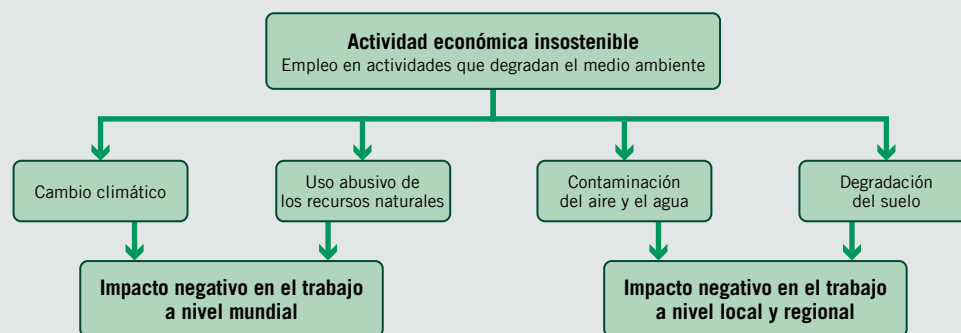 Actividad económica insostenible
Empleo en actividades que degradan el medio ambiente
Cambio climático
Uso abusivo de
los recursos naturales
Contaminación
del aire y el agua
Degradación
del suelo
Impacto negativo en el trabajo
a nivel mundial
Impacto negativo en el trabajo
a nivel local y regional